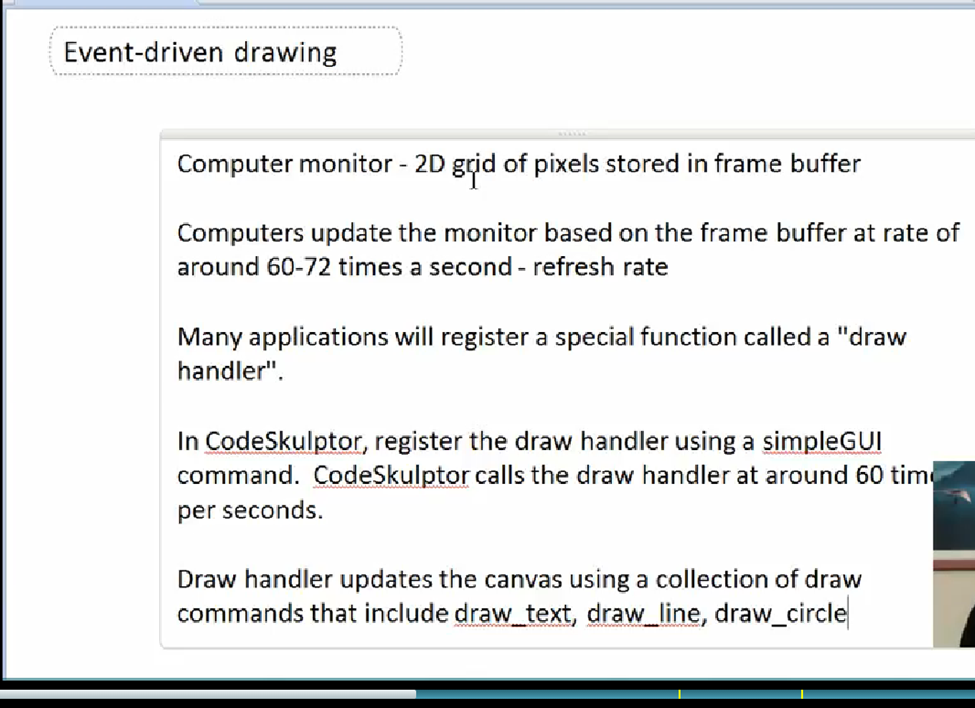 Event-driven drawing
Computer monitor - 2D grid of pixels stored in frame buffer
Computers update the monitor based on the frame buffer at rate of
around 60-72 times a second - refresh rate
Many applications will register a special function called a "draw
handler".
In CodeSkulptor, register the draw handler using a simpleGUI
command.  CodeSkulptor calls the draw handler at around 60
per seconds.
Draw handler updates the canvas using a collection of draw
commands that include draw_text, draw_line, draw_circle